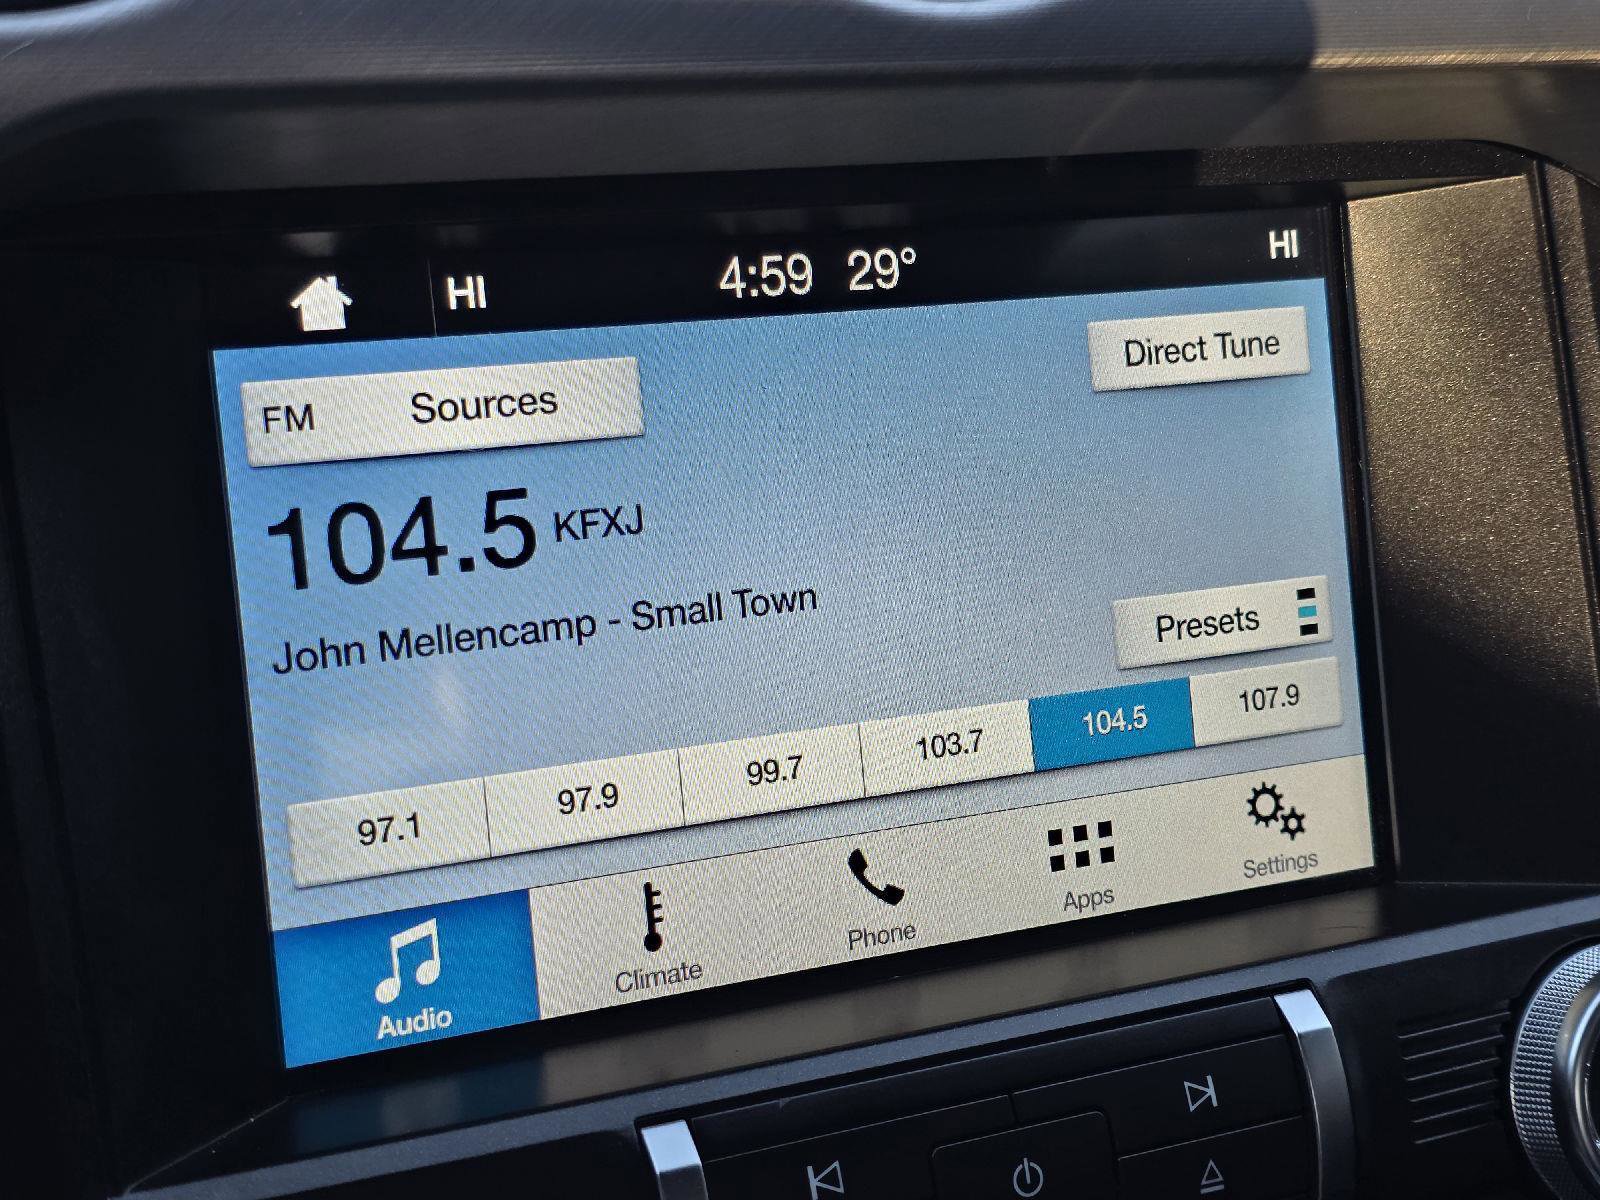 HI 4:59 29° HI
FM Sources Direct Tune
104.5 KFXJ
John Mellencamp - Small Town
Presets
97.1 97.9 99.7 103.7 104.5 107.9
Audio Climate Phone Apps Settings